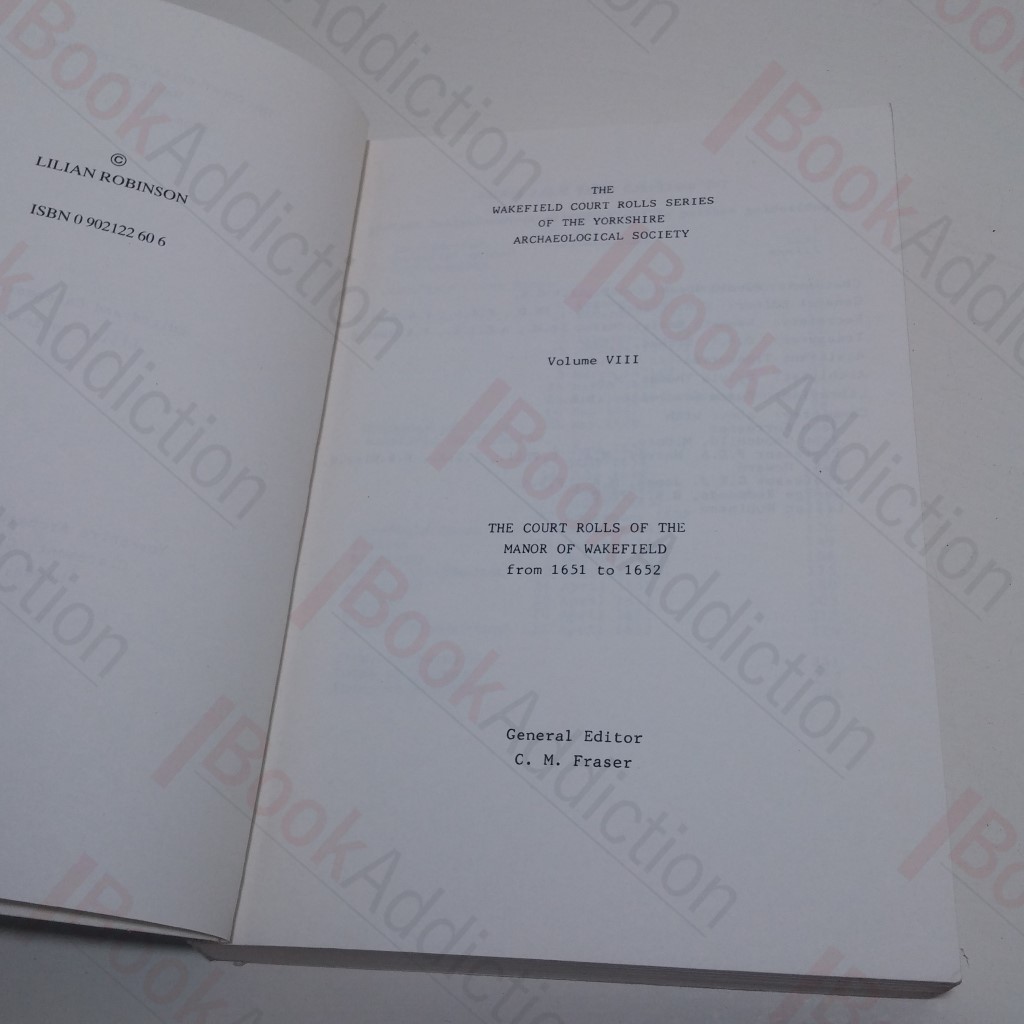 ©
LILIAN ROBINSON
ISBN 0 902122 60 6
THE
WAKEFIELD COURT ROLLS SERIES
OF THE YORKSHIRE
ARCHAEOLOGICAL SOCIETY
Volume VIII
THE COURT ROLLS OF THE
MANOR OF WAKEFIELD
from 1651 to 1652
General Editor
C. M. Fraser
BookAddiction